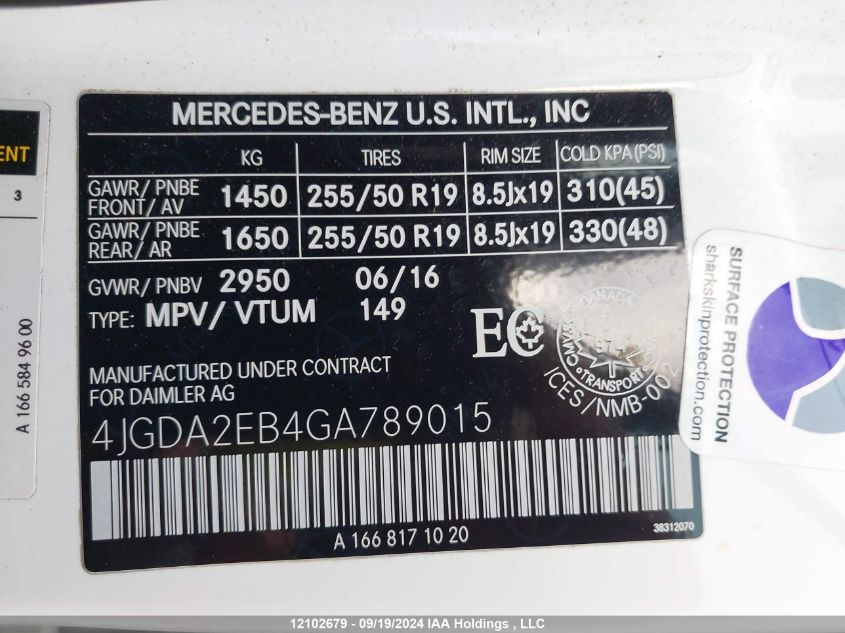 MERCEDES-BENZ U.S. INTL., INC
KG TIRES RIM SIZE COLD KPA (PSI)
GAWR/ PNBE FRONT/ AV 1450 255/50 R19 8.5Jx19 310(45)
GAWR/ PNBE REAR/ AR 1650 255/50 R19 8.5Jx19 330(48)
GVWR/ PNBV 2950 06/16
TYPE: MPV/ VTUM 149
EC
CANADA
TRANSPORT
ICES/NMB-002
MANUFACTURED UNDER CONTRACT
FOR DAIMLER AG
4JGDA2EB4GA789015
A 166 817 10 20
38312070
ENT
3
A 166 584 96 00
SURFACE PROTECTION
sharkskinprotection.com
12102679 - 09/19/2024 IAA Holdings , LLC